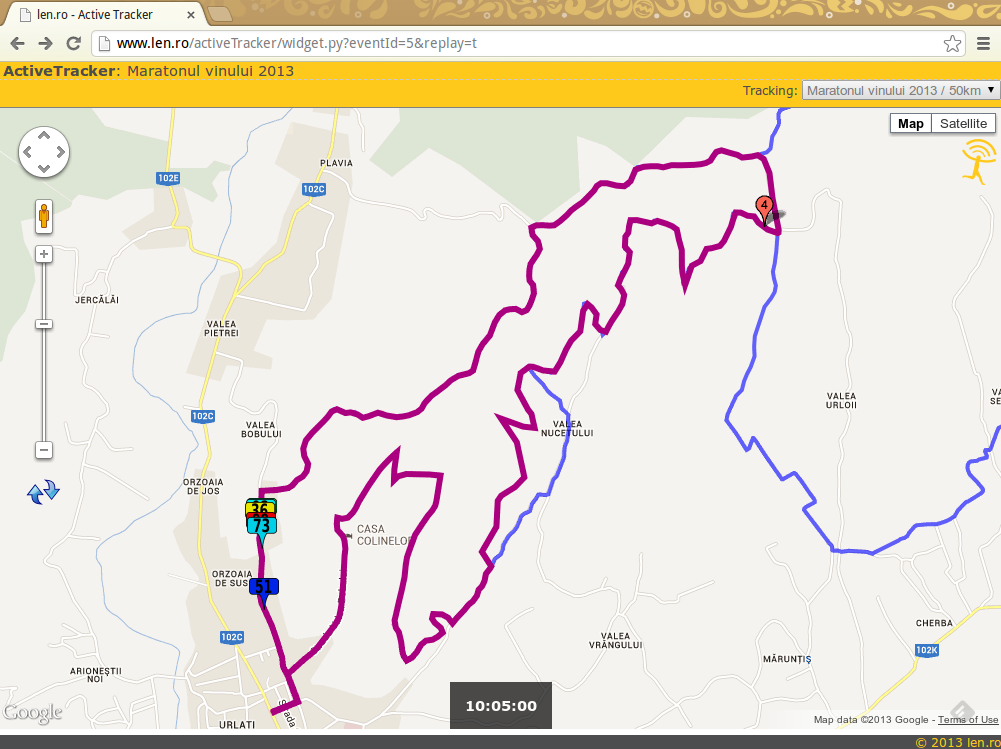 len.ro - Active Tracker
www.len.ro/activeTracker/widget.py?eventId=5&replay=t
ActiveTracker: Maratonul vinului 2013
Tracking: Maratonul vinului 2013 / 50km
Map Satellite
PLAVIA
102E
102C
4
JERCĂLĂI
VALEA
PIETREI
102C
VALEA
BOBULUI
VALEA
NUCETULUI
VALEA
URLOII
VA
SE
ORZOAIA
DE JOS
36
73
CASA
COLINELOR
ORZOAIA
DE SUS
51
102C
VALEA
VRÂNGULUI
CHERBA
102K
MĂRUNȚIȘ
ARIONEȘTII
NOI
Strada
URLATI
10:05:00
Google
Map data ©2013 Google - Terms of Use
© 2013 len.ro